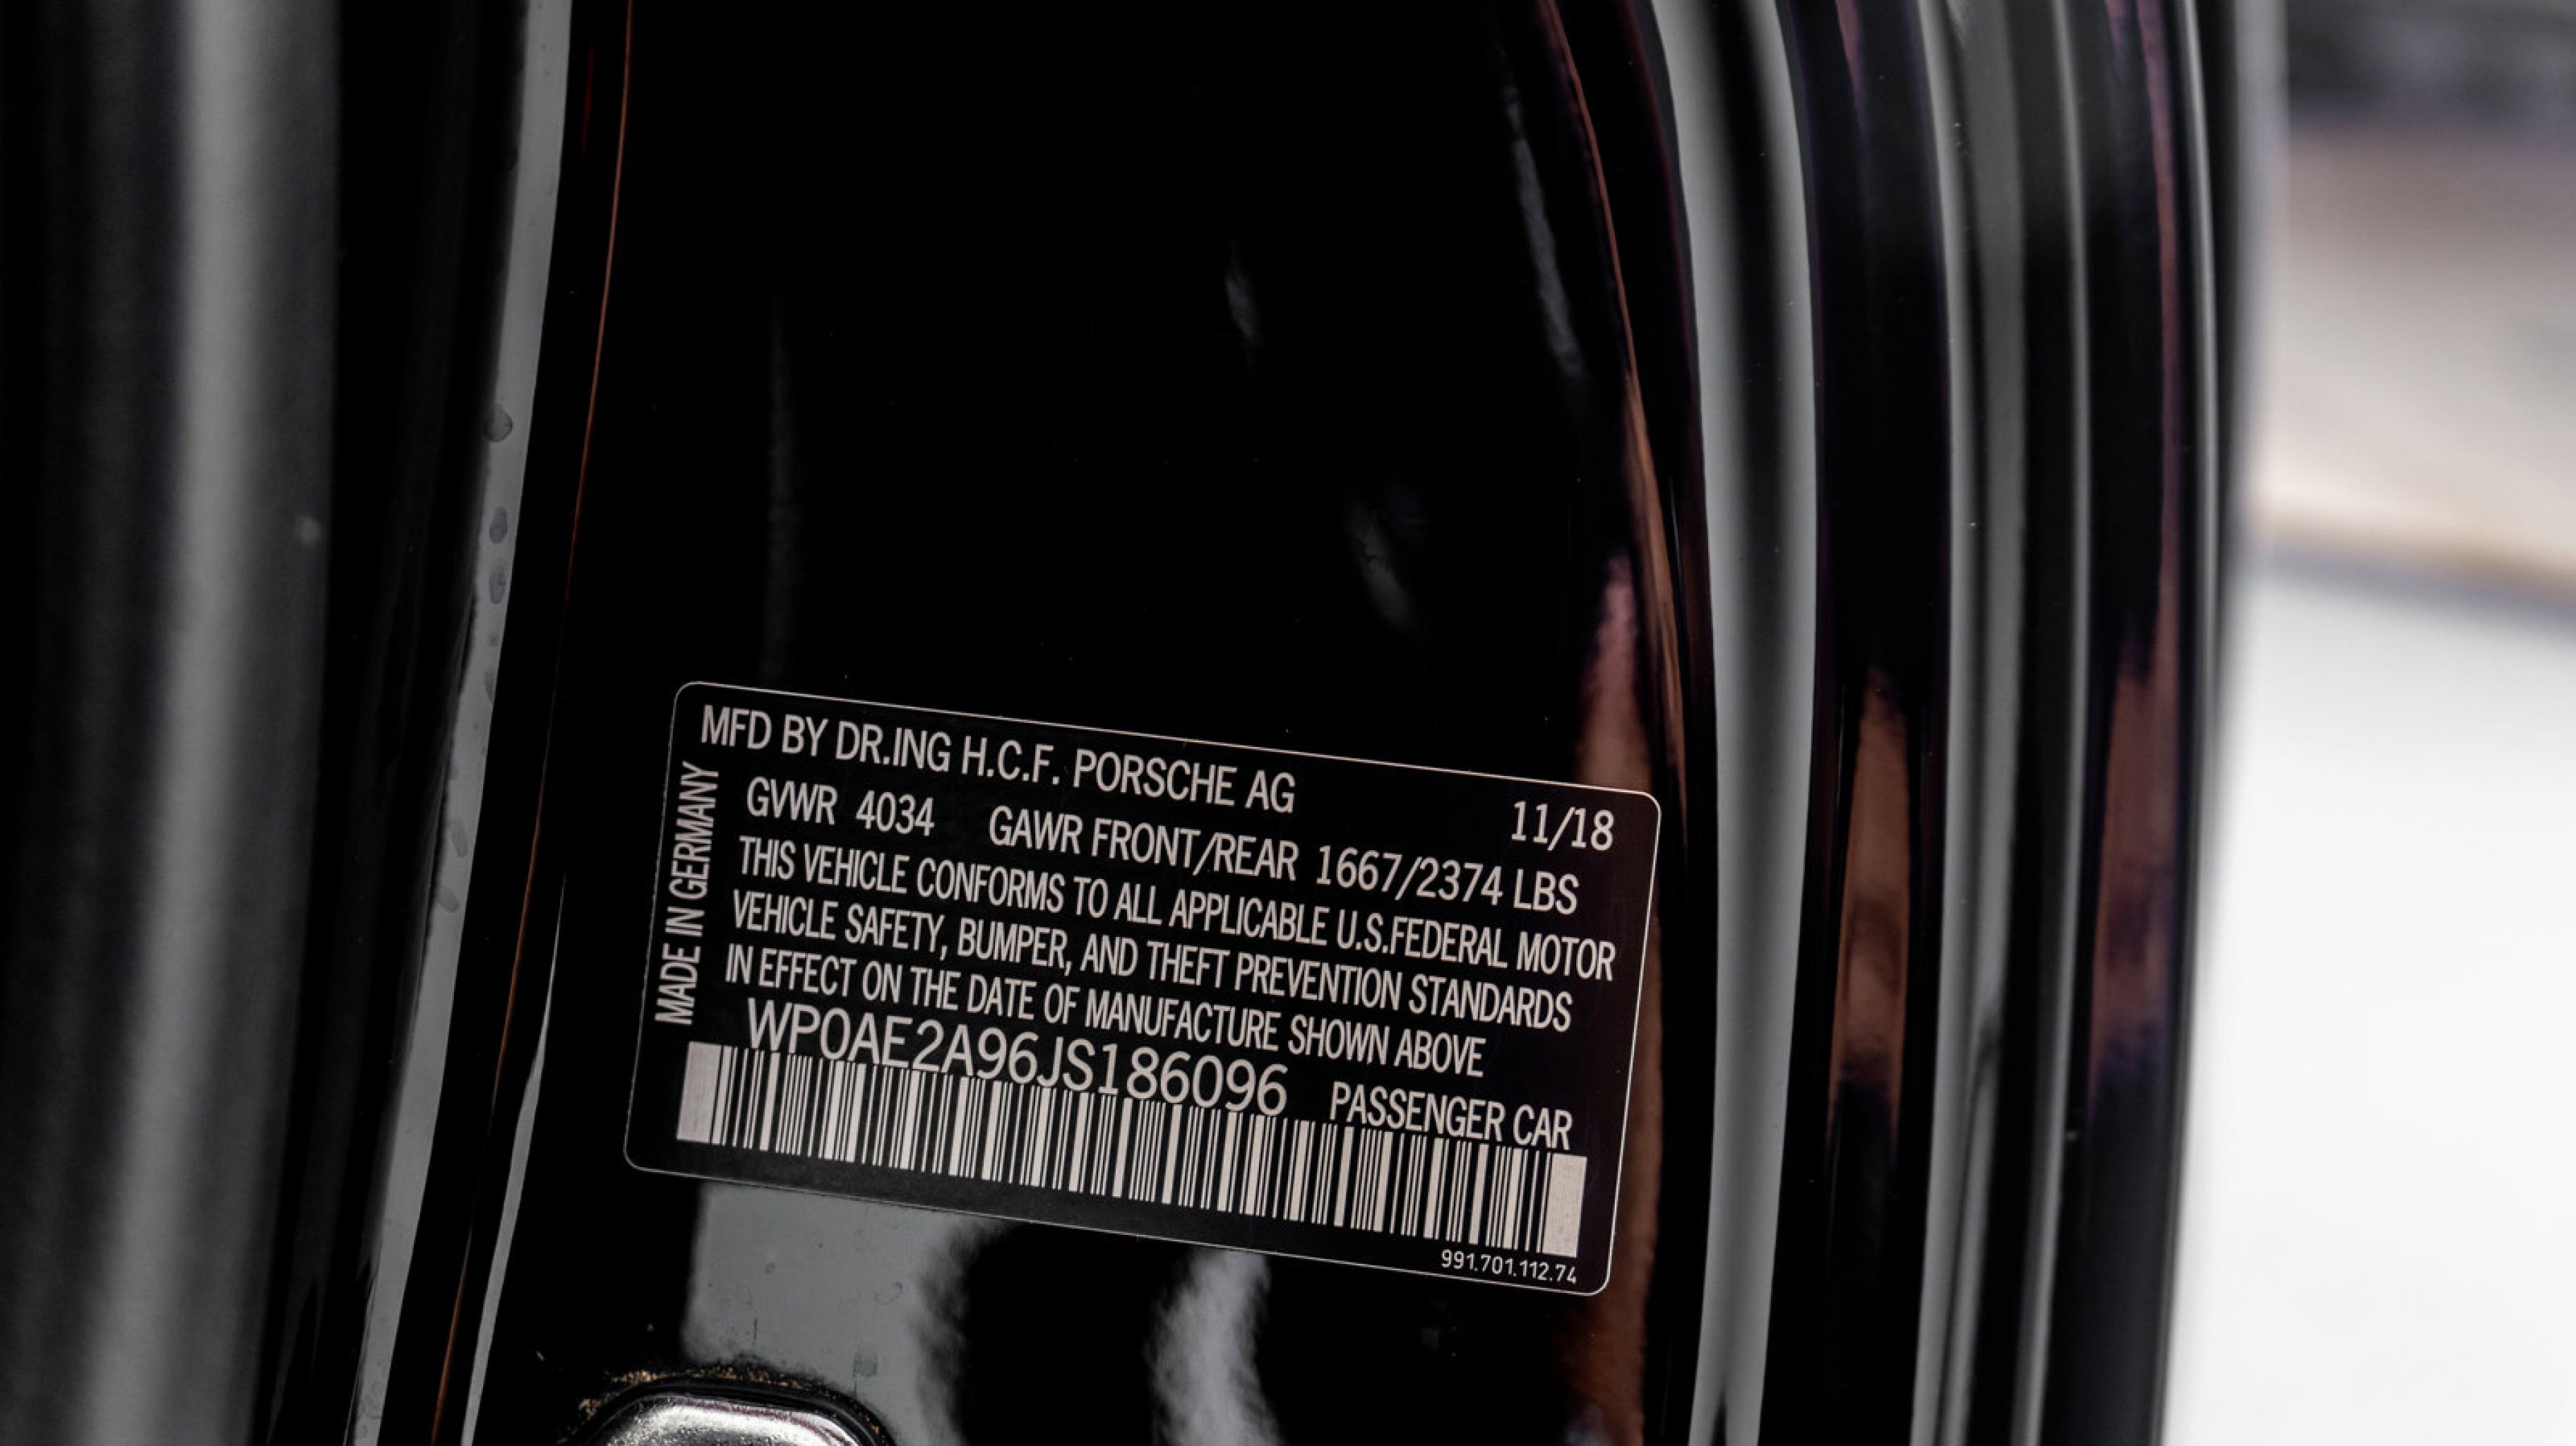 MFD BY DR.ING H.C.F. PORSCHE AG
11/18
GVWR 4034 GAWR FRONT/REAR 1667/2374 LBS
THIS VEHICLE CONFORMS TO ALL APPLICABLE U.S.FEDERAL MOTOR
VEHICLE SAFETY, BUMPER, AND THEFT PREVENTION STANDARDS
IN EFFECT ON THE DATE OF MANUFACTURE SHOWN ABOVE
WP0AE2A96JS186096 PASSENGER CAR
991.701.112.74
MADE IN GERMANY